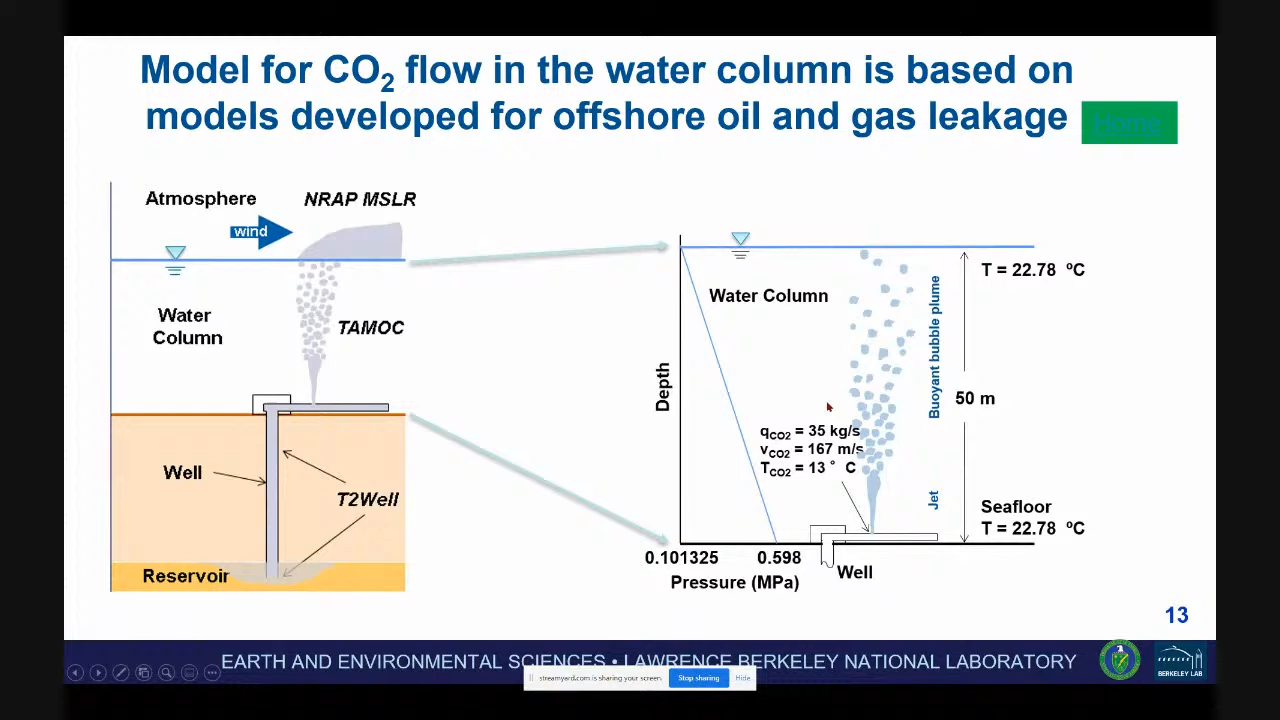 Model for CO2 flow in the water column is based on
models developed for offshore oil and gas leakage
Home
Atmosphere
NRAP MSLR
wind
Water
Column
TAMOC
Well
T2Well
Reservoir
T = 22.78 ºC
Water Column
Depth
Buoyant bubble plume
50 m
qCO2 = 35 kg/s
vCO2 = 167 m/s
TCO2 = 13 ° C
Jet
Seafloor
T = 22.78 ºC
0.101325
0.598
Pressure (MPa)
Well
13
EARTH AND ENVIRONMENTAL SCIENCES • LAWRENCE BERKELEY NATIONAL LABORATORY
BERKELEY LAB
streamyard.com is sharing your screen.
Stop sharing
Hide